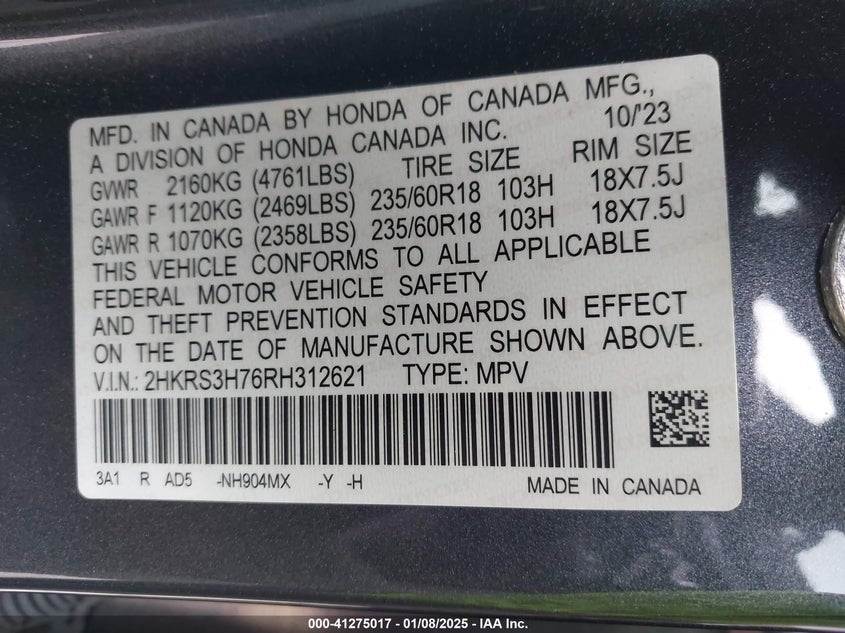 MFD. IN CANADA BY HONDA OF CANADA MFG.,
A DIVISION OF HONDA CANADA INC. 10/'23
GVWR 2160KG (4761LBS) TIRE SIZE RIM SIZE
GAWR F 1120KG (2469LBS) 235/60R18 103H 18X7.5J
GAWR R 1070KG (2358LBS) 235/60R18 103H 18X7.5J
THIS VEHICLE CONFORMS TO ALL APPLICABLE
FEDERAL MOTOR VEHICLE SAFETY
AND THEFT PREVENTION STANDARDS IN EFFECT
ON THE DATE OF MANUFACTURE SHOWN ABOVE.
V.I.N.: 2HKRS3H76RH312621 TYPE: MPV
3A1 R AD5 -NH904MX -Y -H MADE IN CANADA
000-41275017 - 01/08/2025 - IAA Inc.